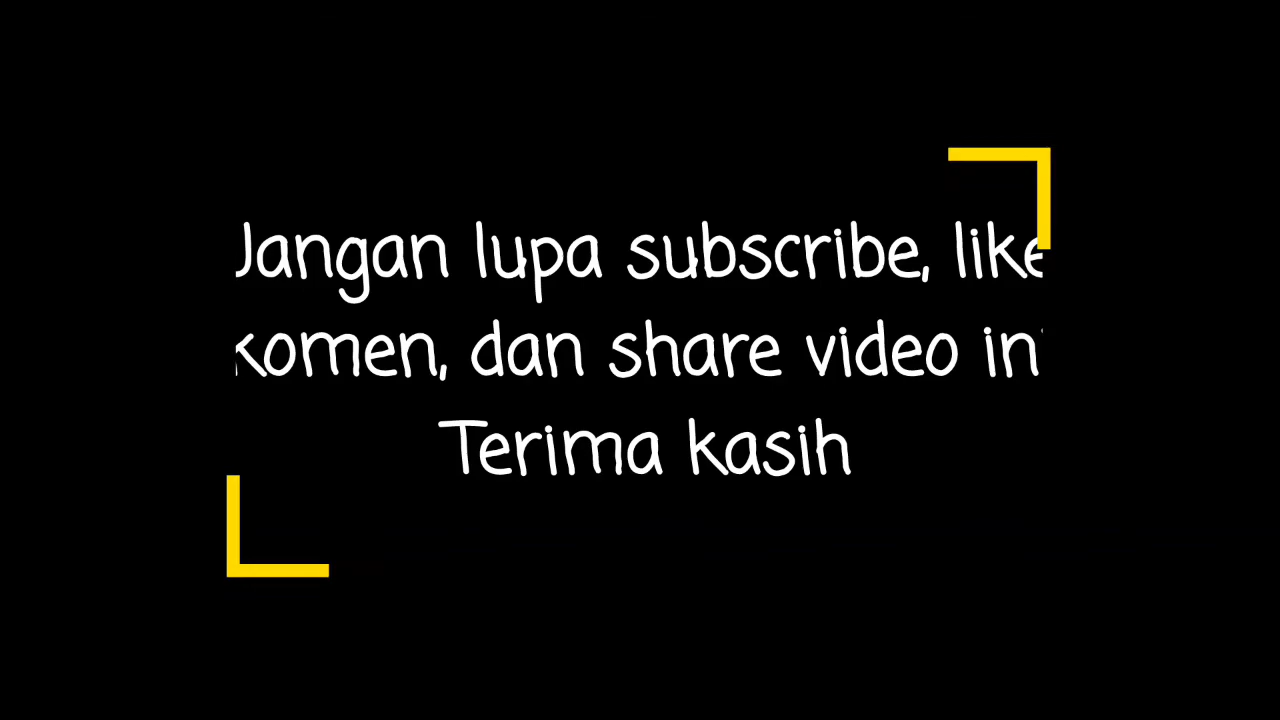 Jangan lupa subscribe, like
komen, dan share video ini
Terima kasih